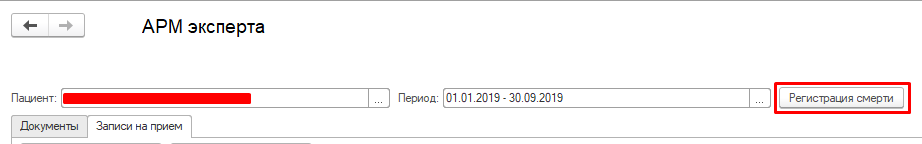 АРМ эксперта
Пациент: ... Период: 01.01.2019 - 30.09.2019 ... Регистрация смерти
Документы Записи на прием